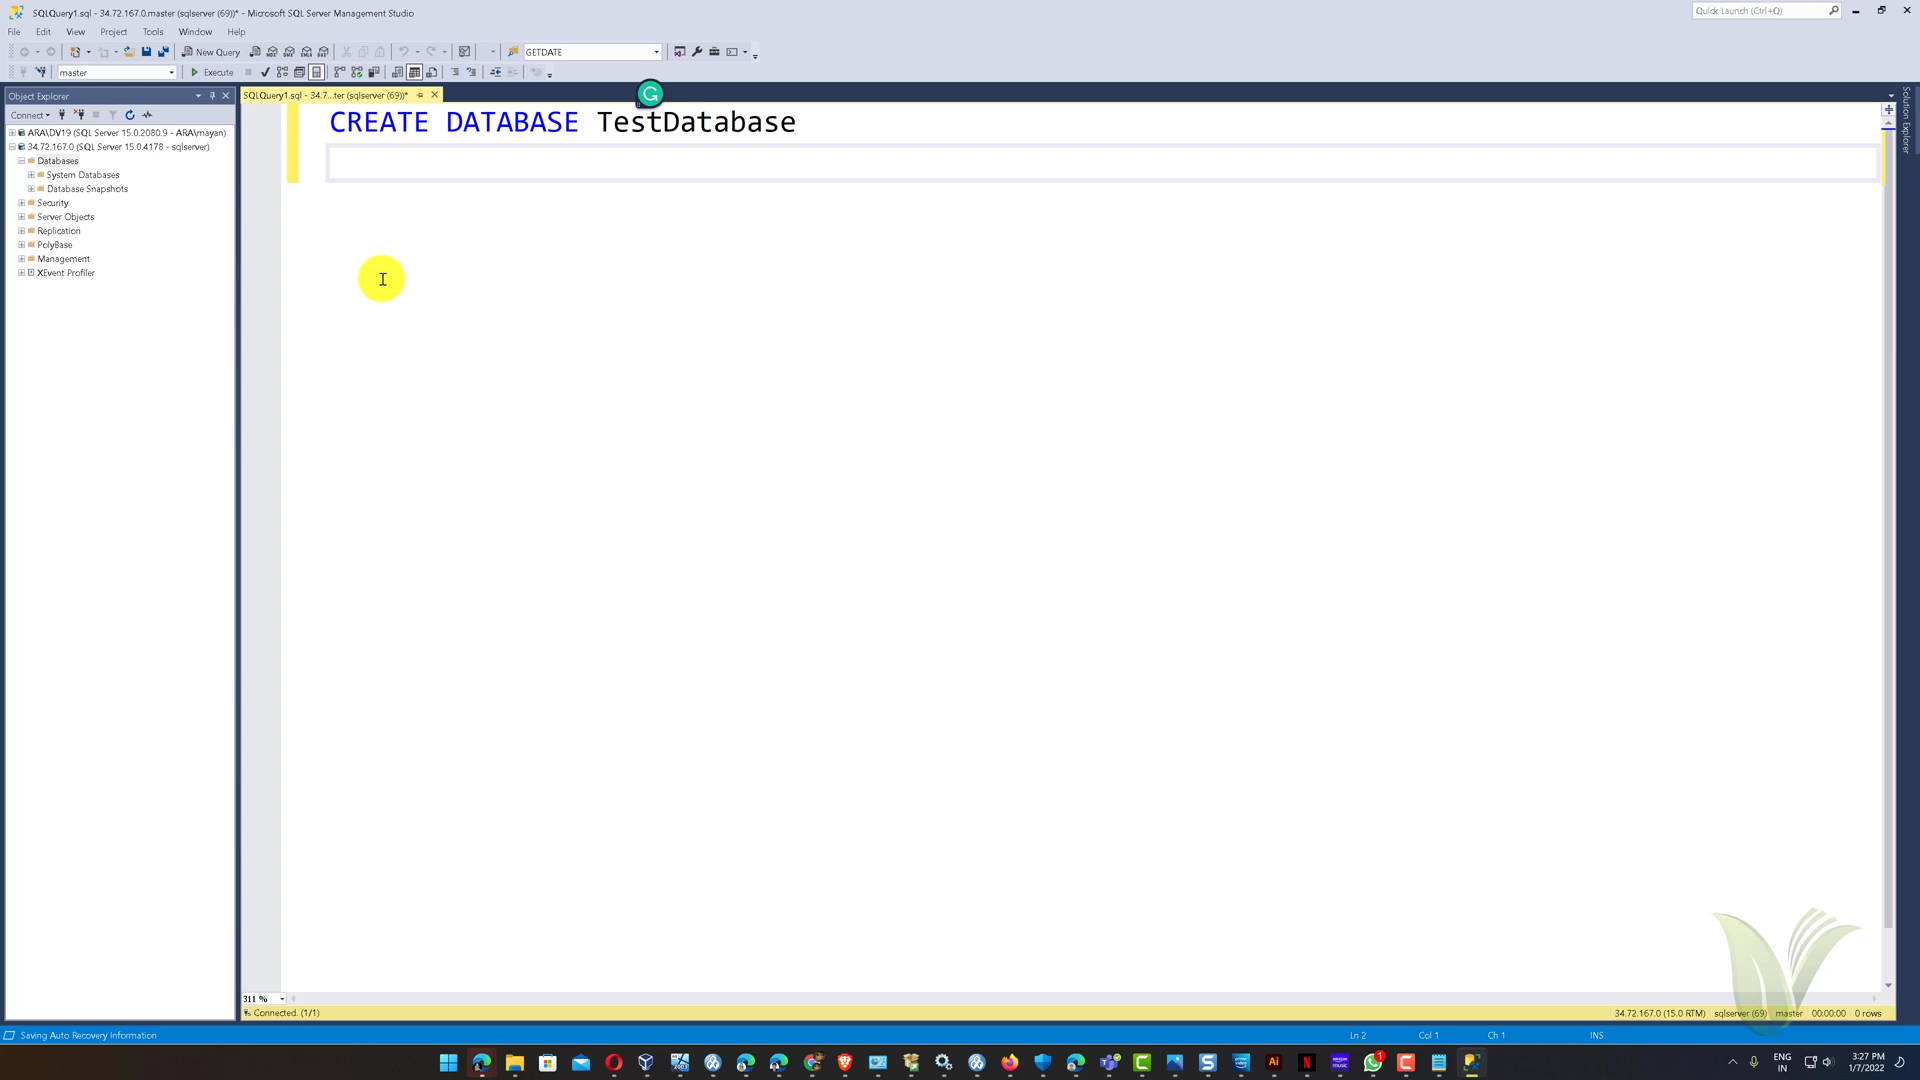 SQLQuery1.sql - 34.72.167.0.master (sqlserver (69))* - Microsoft SQL Server Management Studio
Quick Launch (Ctrl+Q)
File Edit View Project Tools Window Help
New Query
GETDATE
master
Execute
Object Explorer
SQLQuery1.sql - 34.7...ter (sqlserver (69))*
Solution Explorer
Connect
ARA\DV19 (SQL Server 15.0.2080.9 - ARA\mayan)
34.72.167.0 (SQL Server 15.0.4178 - sqlserver)
Databases
System Databases
Database Snapshots
Security
Server Objects
Replication
PolyBase
Management
XEvent Profiler
CREATE DATABASE TestDatabase
311 %
Connected. (1/1)
34.72.167.0 (15.0 RTM) sqlserver (69) master 00:00:00 0 rows
Saving Auto Recovery Information
Ln 2 Col 1 Ch 1 INS
ENG
IN
3:27 PM
1/7/2022